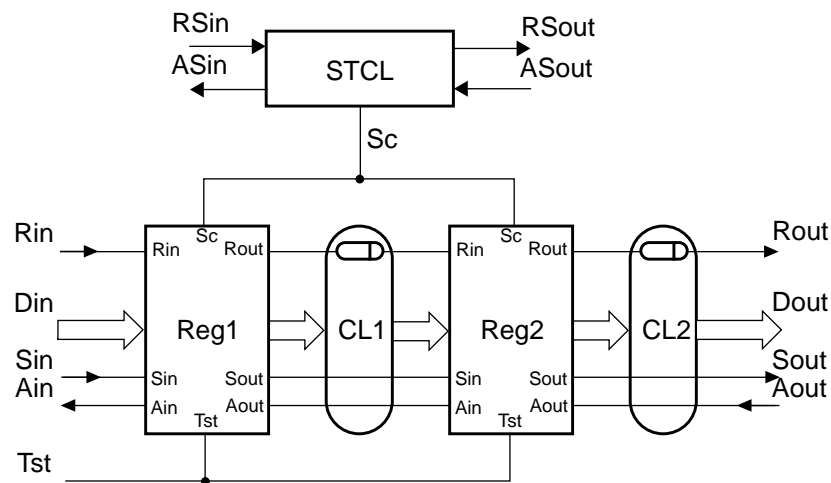 RSin
RSout
ASin
STCL
ASout
Sc
Rin
Sc
Sc
Rout
Rin
Rout
Rin
Rout
Din
Dout
Reg1
CL1
Reg2
CL2
Sin
Sin
Sout
Sin
Sout
Sout
Ain
Ain
Aout
Ain
Aout
Aout
Tst
Tst
Tst